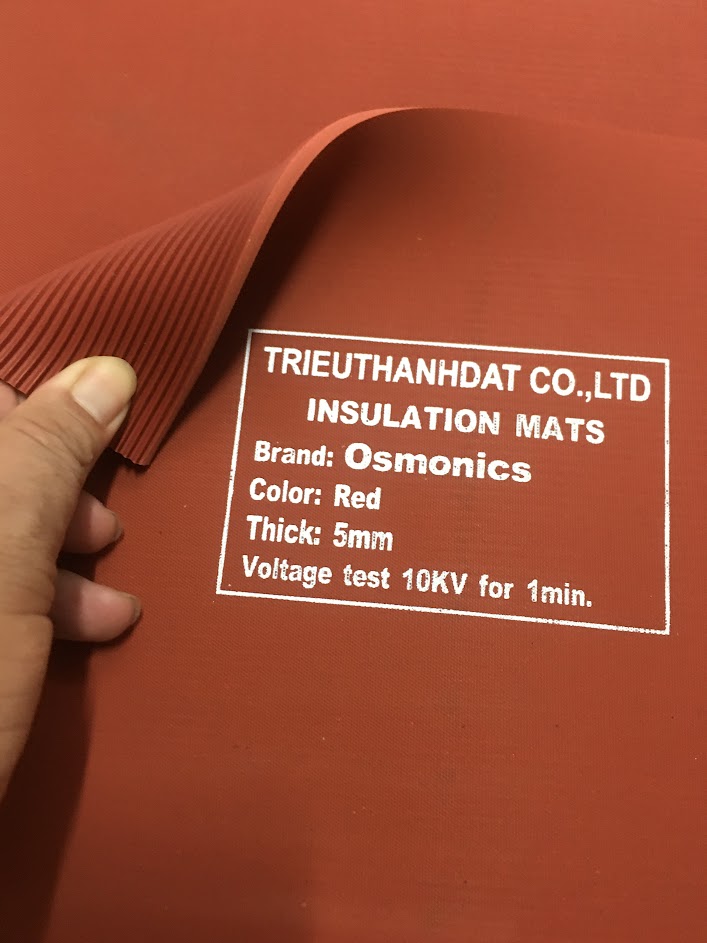 TRIEUTHANHDAT CO.,LTD
INSULATION MATS
Brand: Osmonics
Color: Red
Thick: 5mm
Voltage test 10KV for 1min.